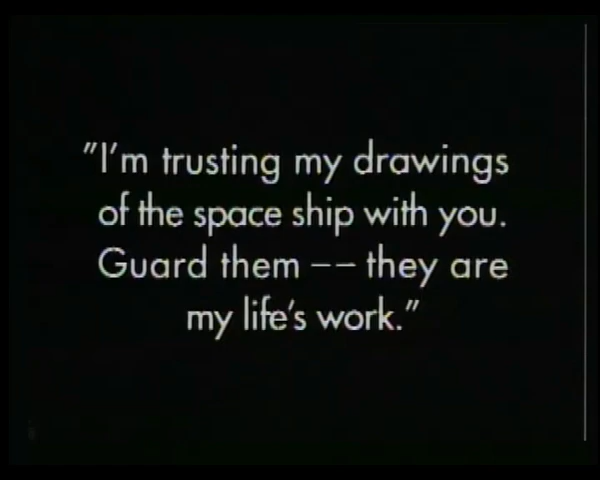 "I'm trusting my drawings
of the space ship with you.
Guard them -- they are
my life's work."